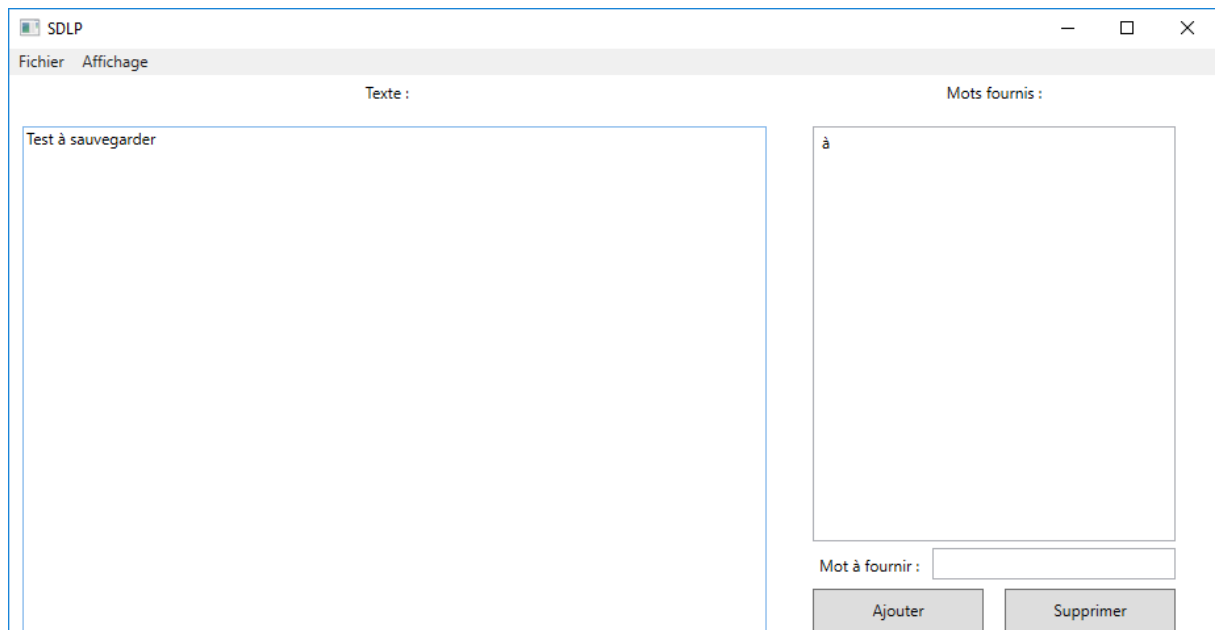 SDLP
Fichier Affichage
Texte :
Mots fournis :
Test à sauvegarder
à
Mot à fournir :
Ajouter
Supprimer